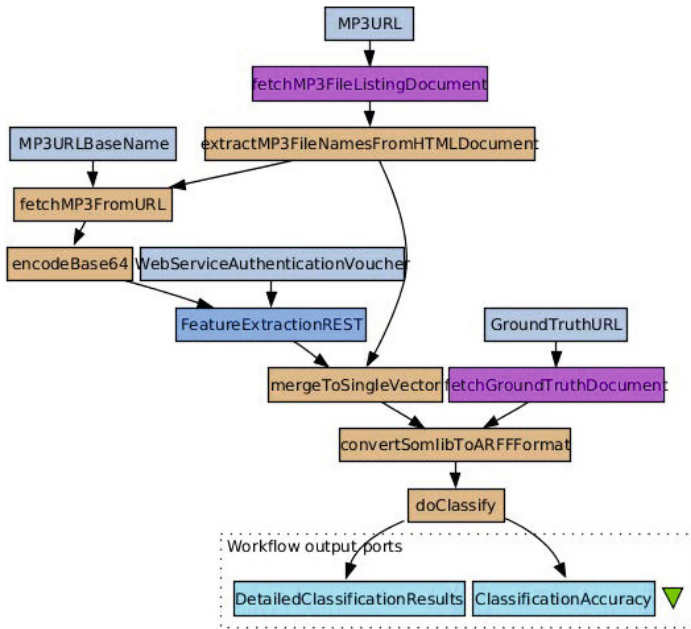 MP3URL
fetchMP3FileListingDocument
MP3URLBaseName
extractMP3FileNamesFromHTMLDocument
fetchMP3FromURL
encodeBase64
WebServiceAuthenticationVoucher
FeatureExtractionREST
GroundTruthURL
mergeToSingleVector
fetchGroundTruthDocument
convertSomlibToARFFFormat
doClassify
Workflow output ports
DetailedClassificationResults
ClassificationAccuracy